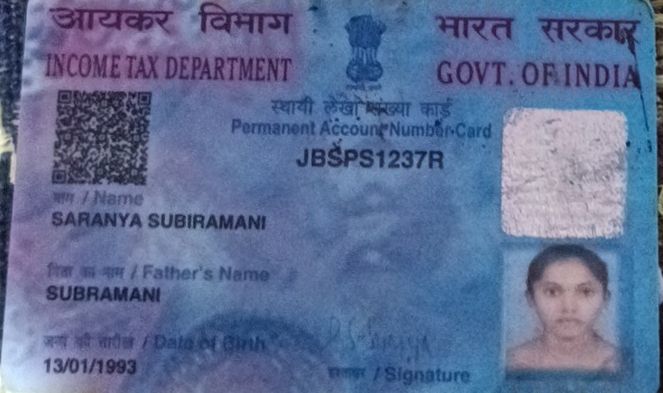 आयकर विभाग
INCOME TAX DEPARTMENT
भारत सरकार
GOVT. OF INDIA
स्थायी लेखा संख्या कार्ड
Permanent Account Number Card
JBSPS1237R
नाम / Name
SARANYA SUBIRAMANI
पिता का नाम / Father's Name
SUBRAMANI
जन्म की तारीख / Date of Birth
13/01/1993
हस्ताक्षर / Signature